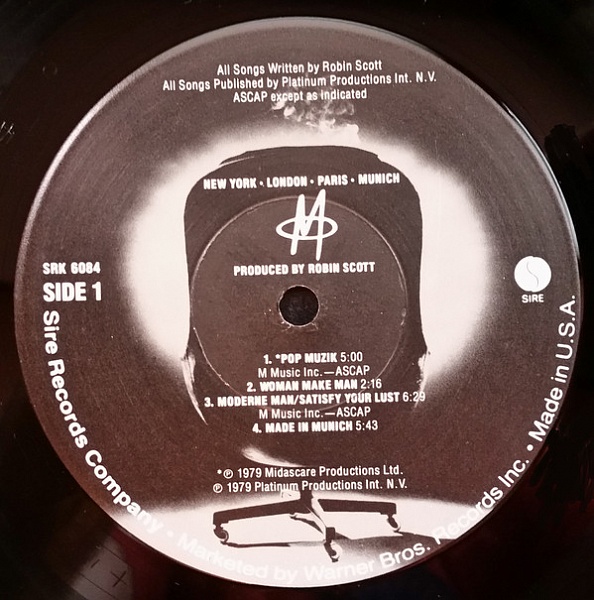 All Songs Written by Robin Scott
All Songs Published by Platinum Productions Int. N.V.
ASCAP except as indicated
NEW YORK • LONDON • PARIS • MUNICH
M
PRODUCED BY ROBIN SCOTT
SRK 6084
SIDE 1
S
SIRE
1. *POP MUZIK 5:00
M Music Inc.—ASCAP
2. WOMAN MAKE MAN 2:16
3. MODERNE MAN/SATISFY YOUR LUST 6:29
M Music Inc.—ASCAP
4. MADE IN MUNICH 5:43
*℗ 1979 Midascare Productions Ltd.
℗ 1979 Platinum Productions Int. N.V.
Sire Records Company • Marketed by Warner Bros. Records Inc. • Made in U.S.A.